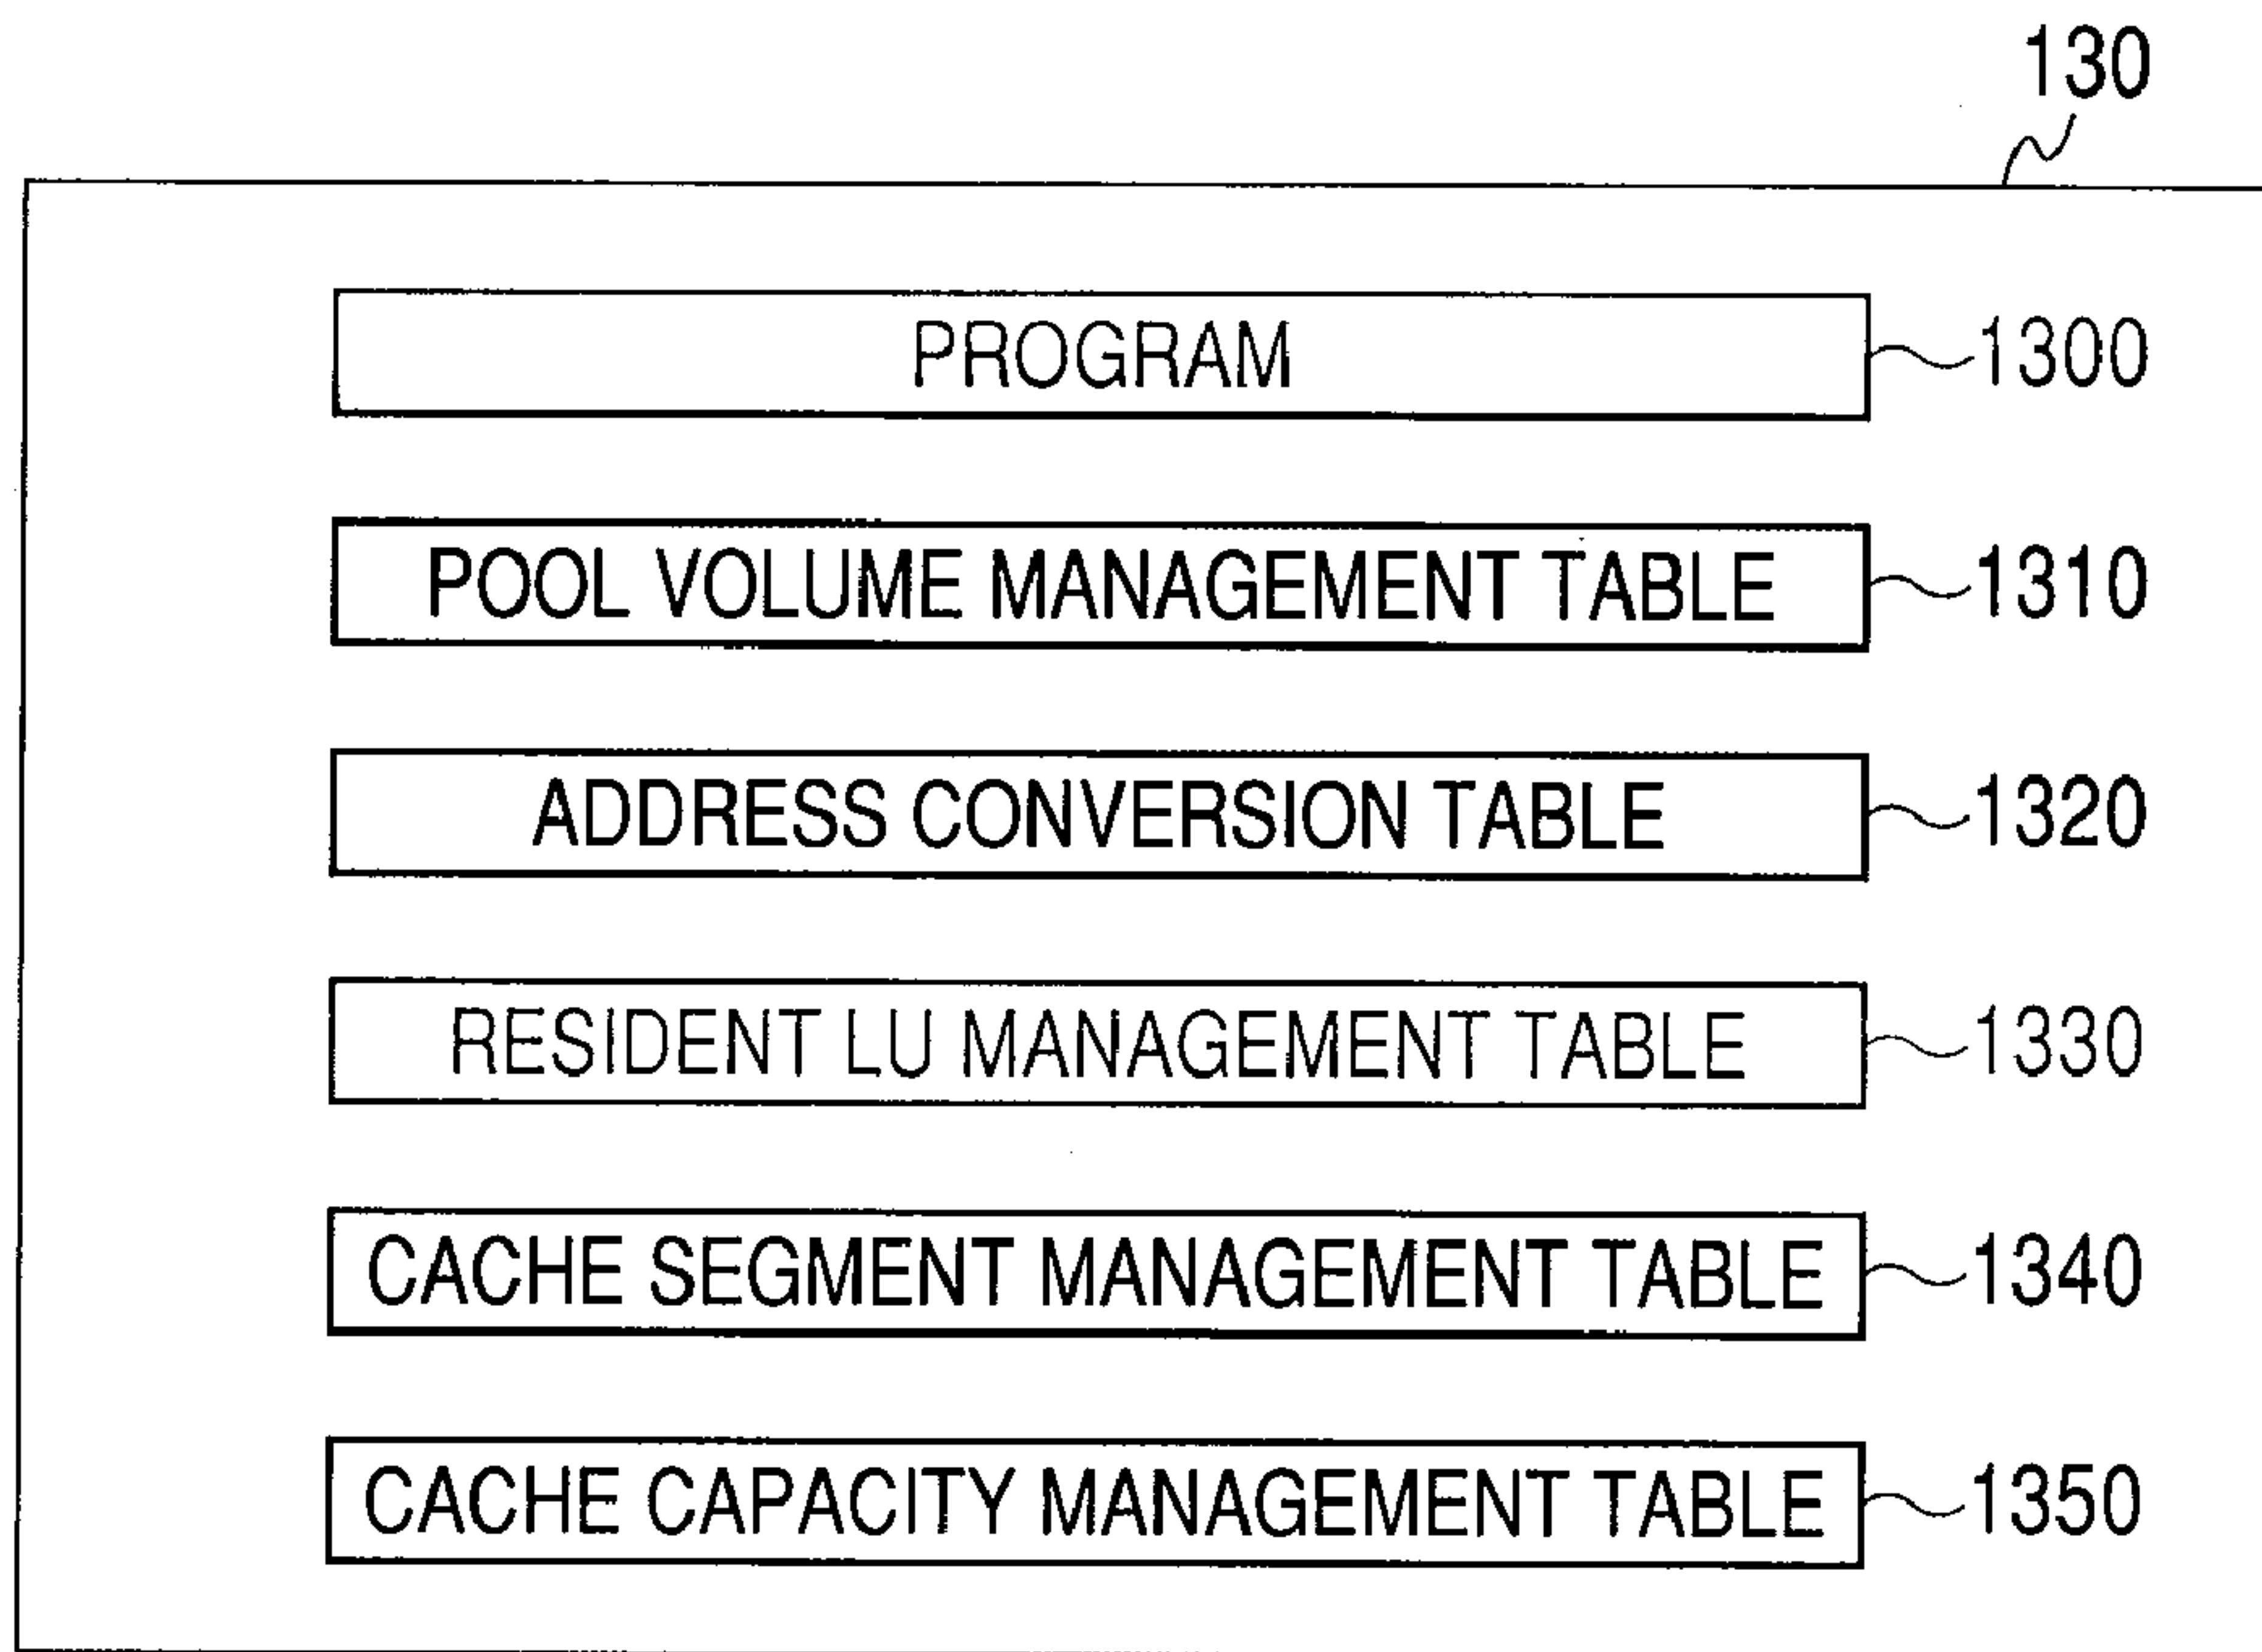 130
PROGRAM 1300
POOL VOLUME MANAGEMENT TABLE 1310
ADDRESS CONVERSION TABLE 1320
RESIDENT LU MANAGEMENT TABLE 1330
CACHE SEGMENT MANAGEMENT TABLE 1340
CACHE CAPACITY MANAGEMENT TABLE 1350